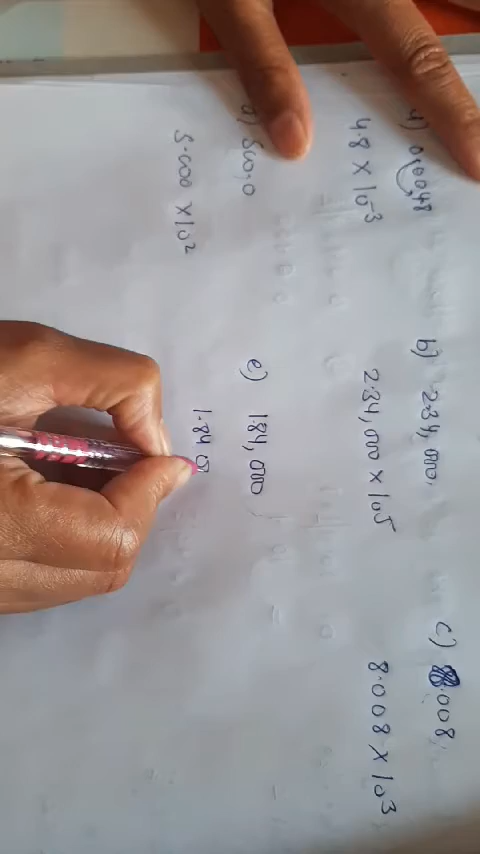 a) 0.0048
4.8 × 10⁻³
b) 234,000.
2.34,000 × 10⁵
c) 8.008.
8.008 × 10³
d) 500.0
5.000 × 10²
e) 184,000
1.84 00